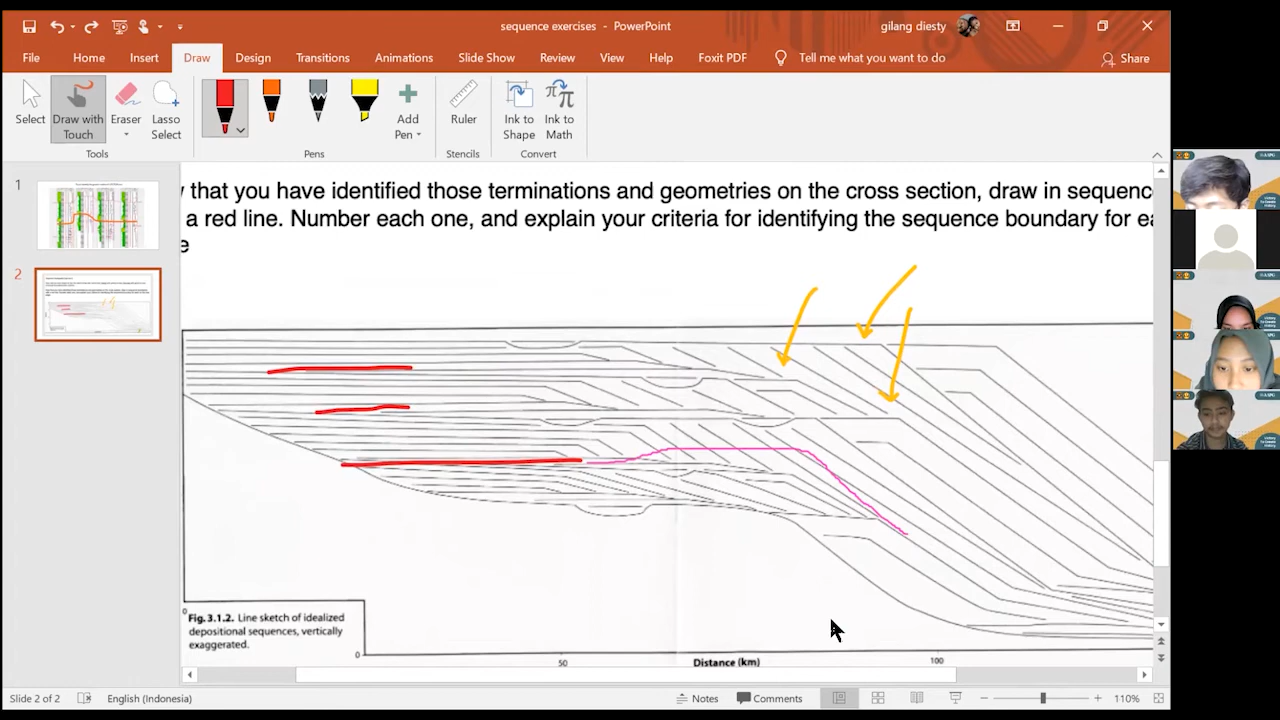 sequence exercises - PowerPoint
gilang diesty
File Home Insert Draw Design Transitions Animations Slide Show Review View Help Foxit PDF Tell me what you want to do Share
Select Draw with Touch Eraser Lasso Select Add Pen Ruler Ink to Shape Ink to Math
Tools Pens Stencils Convert
1
2
that you have identified those terminations and geometries on the cross section, draw in sequenc
a red line. Number each one, and explain your criteria for identifying the sequence boundary for ea
e
0
Fig.3.1.2. Line sketch of idealized
depositional sequences, vertically
exaggerated.
0 50 Distance (km) 100
Slide 2 of 2 English (Indonesia) Notes Comments 110%